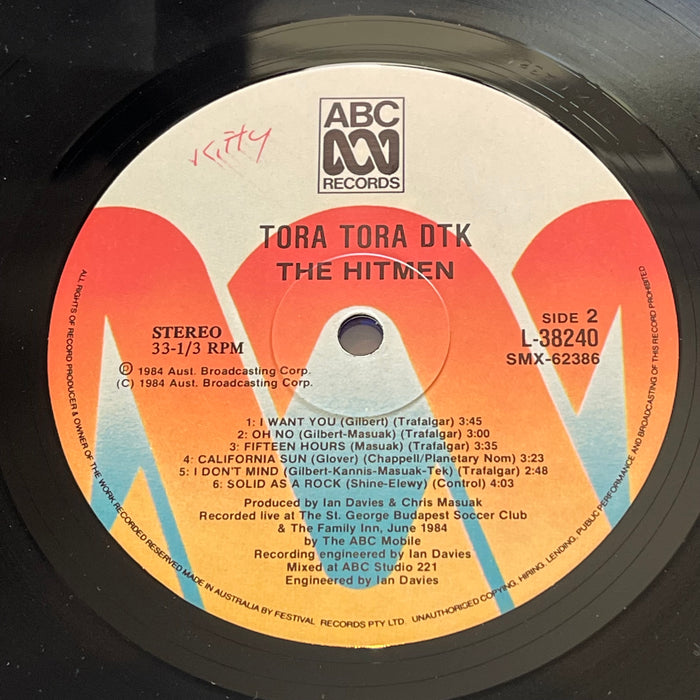 Kitty
ABC
RECORDS
TORA TORA DTK
THE HITMEN
STEREO
33-1/3 RPM
SIDE 2
L-38240
SMX-62386
Ⓟ 1984 Aust. Broadcasting Corp.
(C) 1984 Aust. Broadcasting Corp.
1: I WANT YOU (Gilbert) (Trafalgar) 3:45
2: OH NO (Gilbert-Masuak) (Trafalgar) 3:00
3: FIFTEEN HOURS (Masuak) (Trafalgar) 3:35
4: CALIFORNIA SUN (Glover) (Chappell/Planetary Nom) 3:23
5: I DON'T MIND (Gilbert-Kannis-Masuak-Tek) (Trafalgar) 2:48
6: SOLID AS A ROCK (Shine-Elewy) (Control) 4:03
Produced by Ian Davies & Chris Masuak
Recorded live at The St. George Budapest Soccer Club
& The Family Inn, June 1984
by The ABC Mobile
Recording engineered by Ian Davies
Mixed at ABC Studio 221
Engineered by Ian Davies
ALL RIGHTS OF RECORD PRODUCER & OWNER OF THE WORK RECORDED RESERVED MADE IN AUSTRALIA BY FESTIVAL RECORDS PTY LTD. UNAUTHORISED COPYING, HIRING, LENDING, PUBLIC PERFORMANCE AND BROADCASTING OF THIS RECORD PROHIBITED